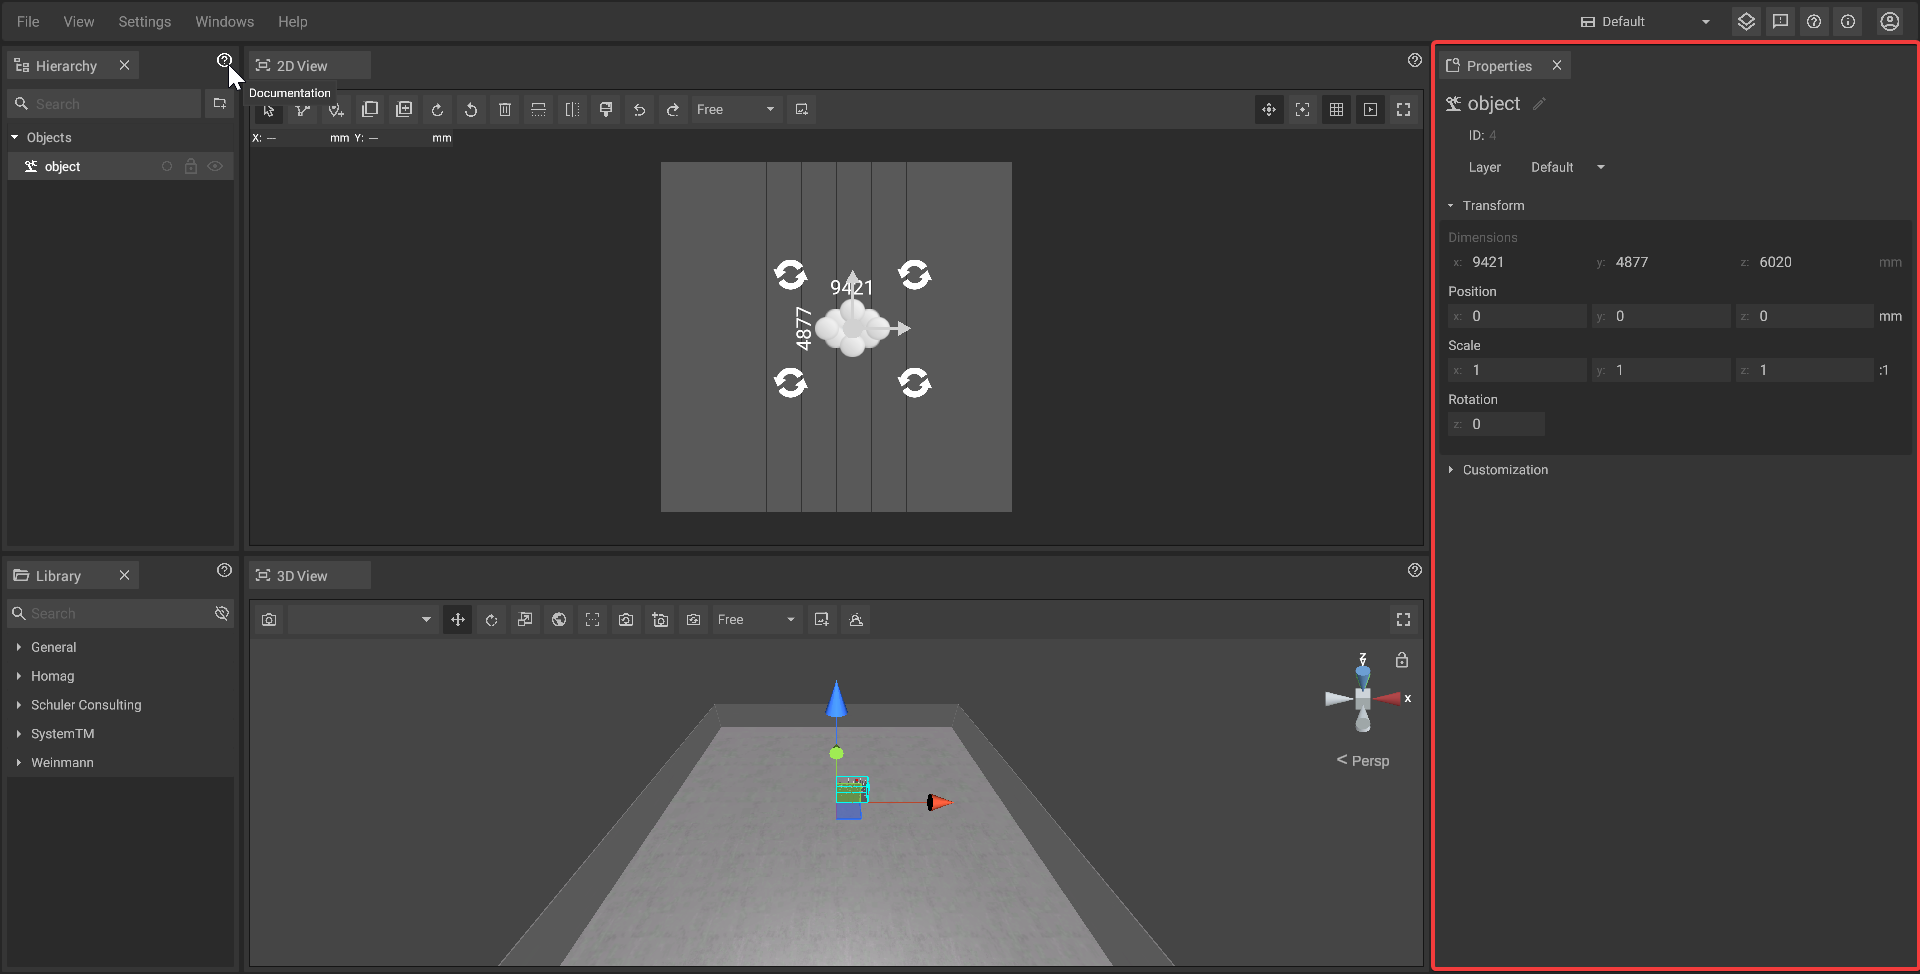 File View Settings Windows Help
Default
Hierarchy
Documentation
Search
Objects
object
2D View
Free
X: --- mm Y: --- mm
9421
4877
Library
Search
General
Homag
Schuler Consulting
SystemTM
Weinmann
3D View
Free
z
x
< Persp
Properties
object
ID: 4
Layer Default
Transform
Dimensions
x: 9421 y: 4877 z: 6020 mm
Position
x: 0 y: 0 z: 0 mm
Scale
x: 1 y: 1 z: 1 :1
Rotation
z: 0
Customization